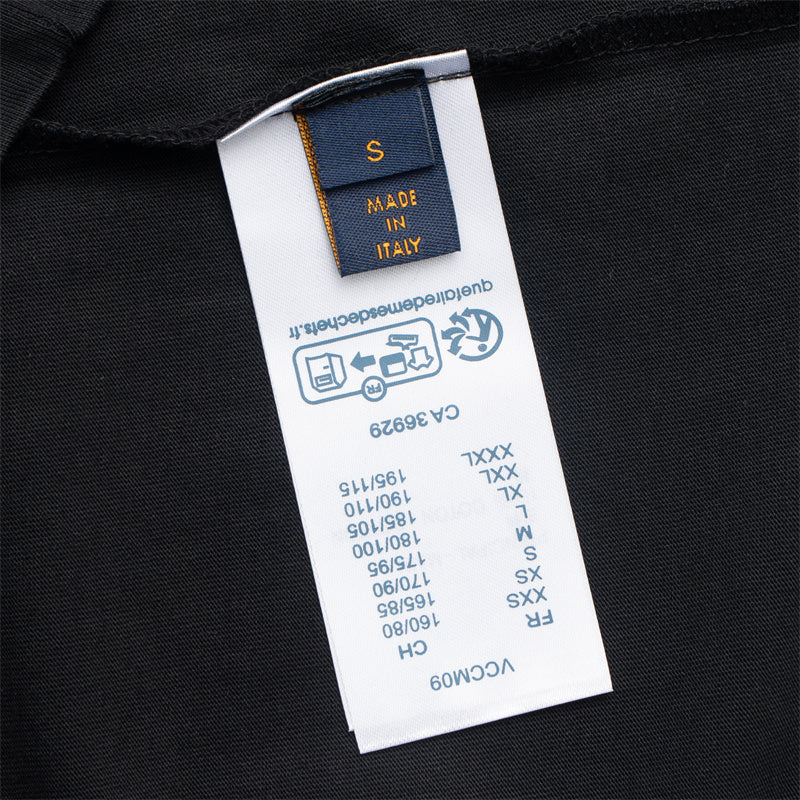 S
MADE
IN
ITALY
VCCM09
FR CH
XXS 160/80
XS 165/85
S 170/90
M 175/95
L 180/100
XL 185/105
XXL 190/110
XXXL 195/115
CA 36929
FR
quefairedemesdechets.fr